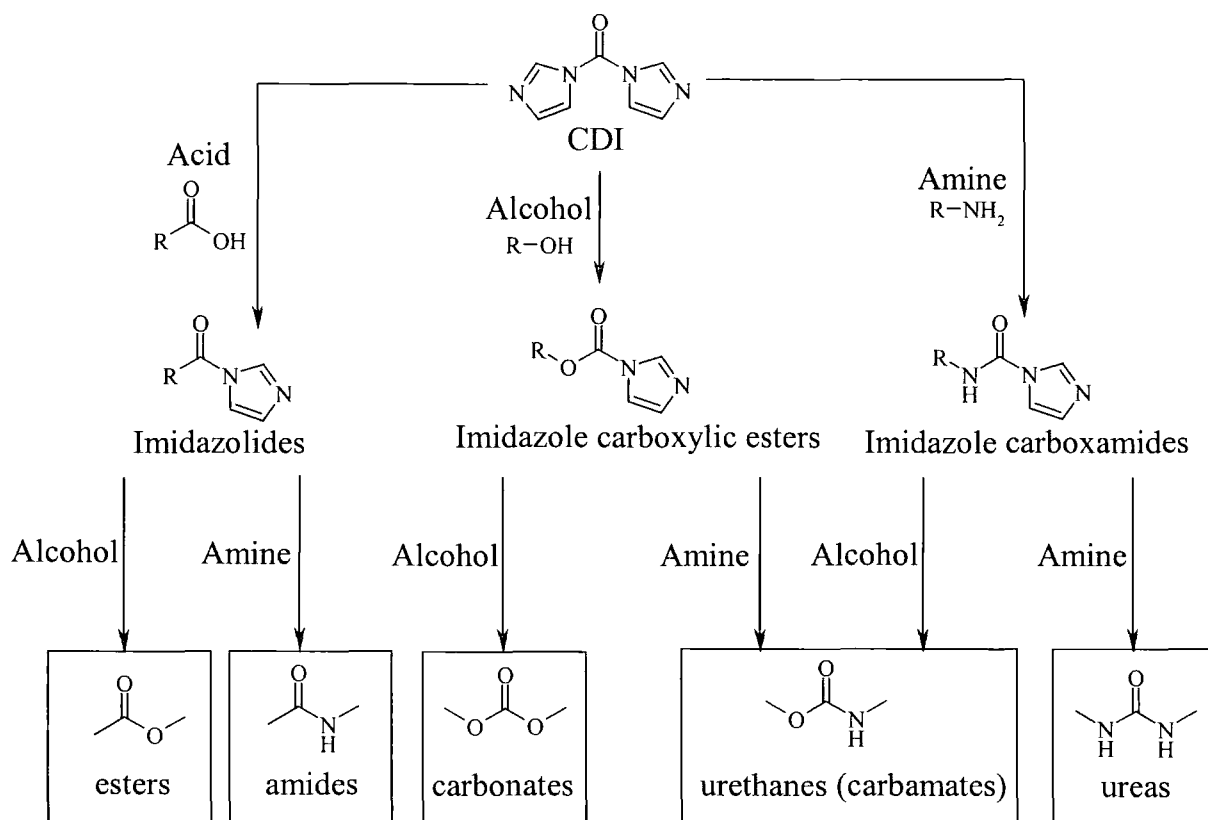 O
N N N N
CDI
Acid
O
R OH
Alcohol
R-OH
Amine
R-NH2
O
R N N
Imidazolides
O
R O N N
Imidazole carboxylic esters
O
R N H N N
Imidazole carboxamides
Alcohol Amine Alcohol Amine Alcohol Amine
O
O
esters
O
N
H
amides
O
O O
carbonates
O
O N
H
urethanes (carbamates)
O
N N
H H
ureas